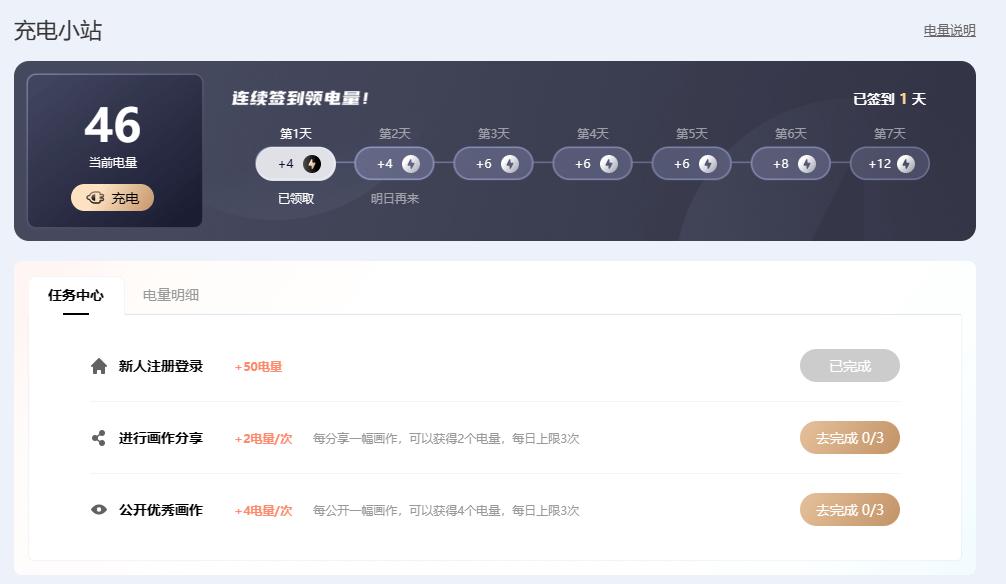 充电小站
电量说明
46
当前电量
充电
连续签到领电量!
已签到 1 天
第1天 第2天 第3天 第4天 第5天 第6天 第7天
+4 +4 +6 +6 +6 +8 +12
已领取 明日再来
任务中心 电量明细
新人注册登录 +50电量 已完成
进行画作分享 +2电量/次 每分享一幅画作，可以获得2个电量，每日上限3次 去完成 0/3
公开优秀画作 +4电量/次 每公开一幅画作，可以获得4个电量，每日上限3次 去完成 0/3